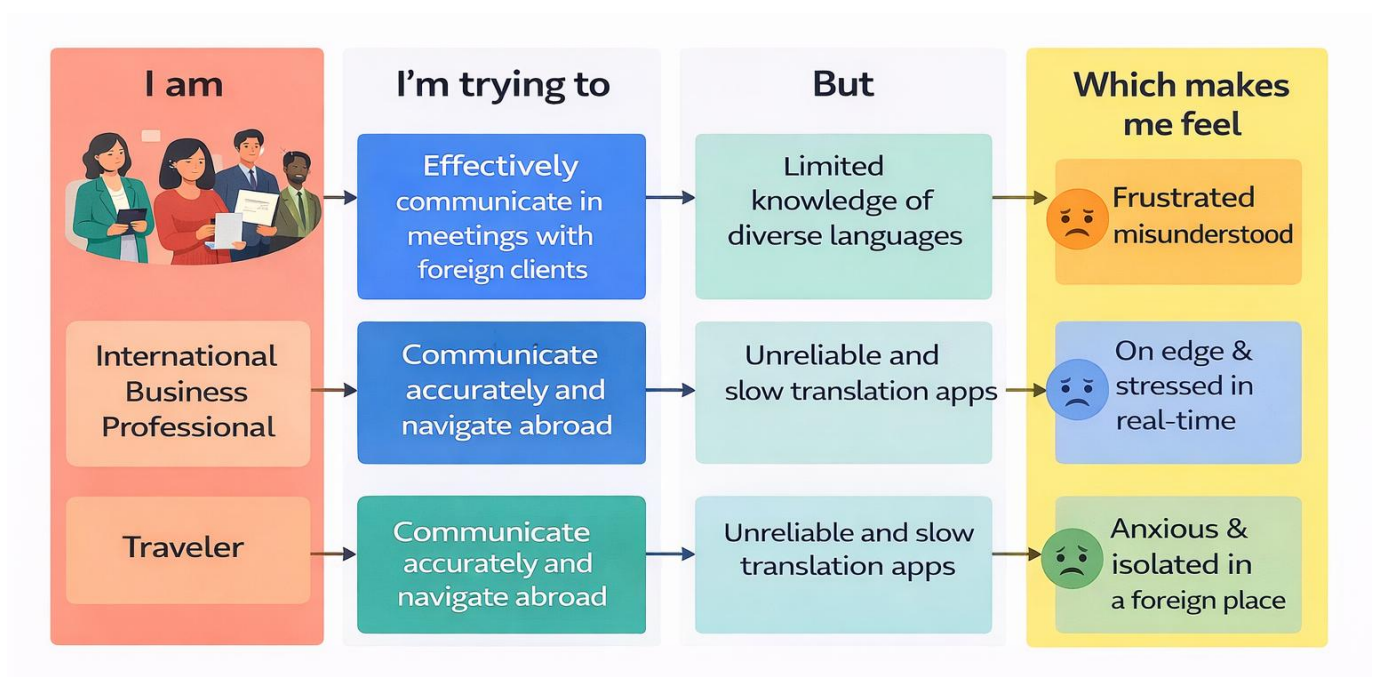 I am
I'm trying to
But
Which makes
me feel
Effectively
communicate in
meetings with
foreign clients
Limited
knowledge of
diverse languages
Frustrated
misunderstood
International
Business
Professional
Communicate
accurately and
navigate abroad
Unreliable and
slow translation apps
On edge &
stressed in
real-time
Traveler
Communicate
accurately and
navigate abroad
Unreliable and slow
translation apps
Anxious &
isolated in
a foreign place